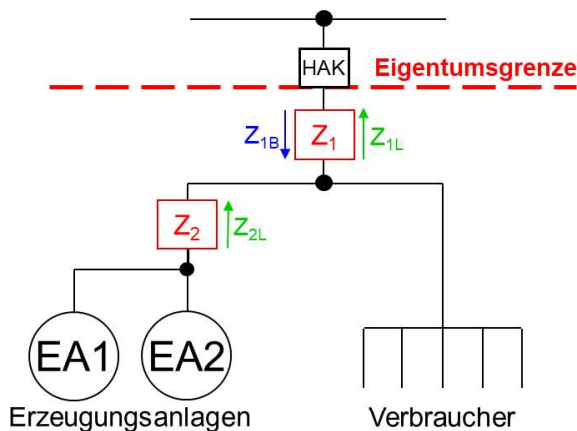 HAK
Eigentumsgrenze
Z1B
Z1
Z1L
Z2
Z2L
EA1
EA2
Erzeugungsanlagen
Verbraucher